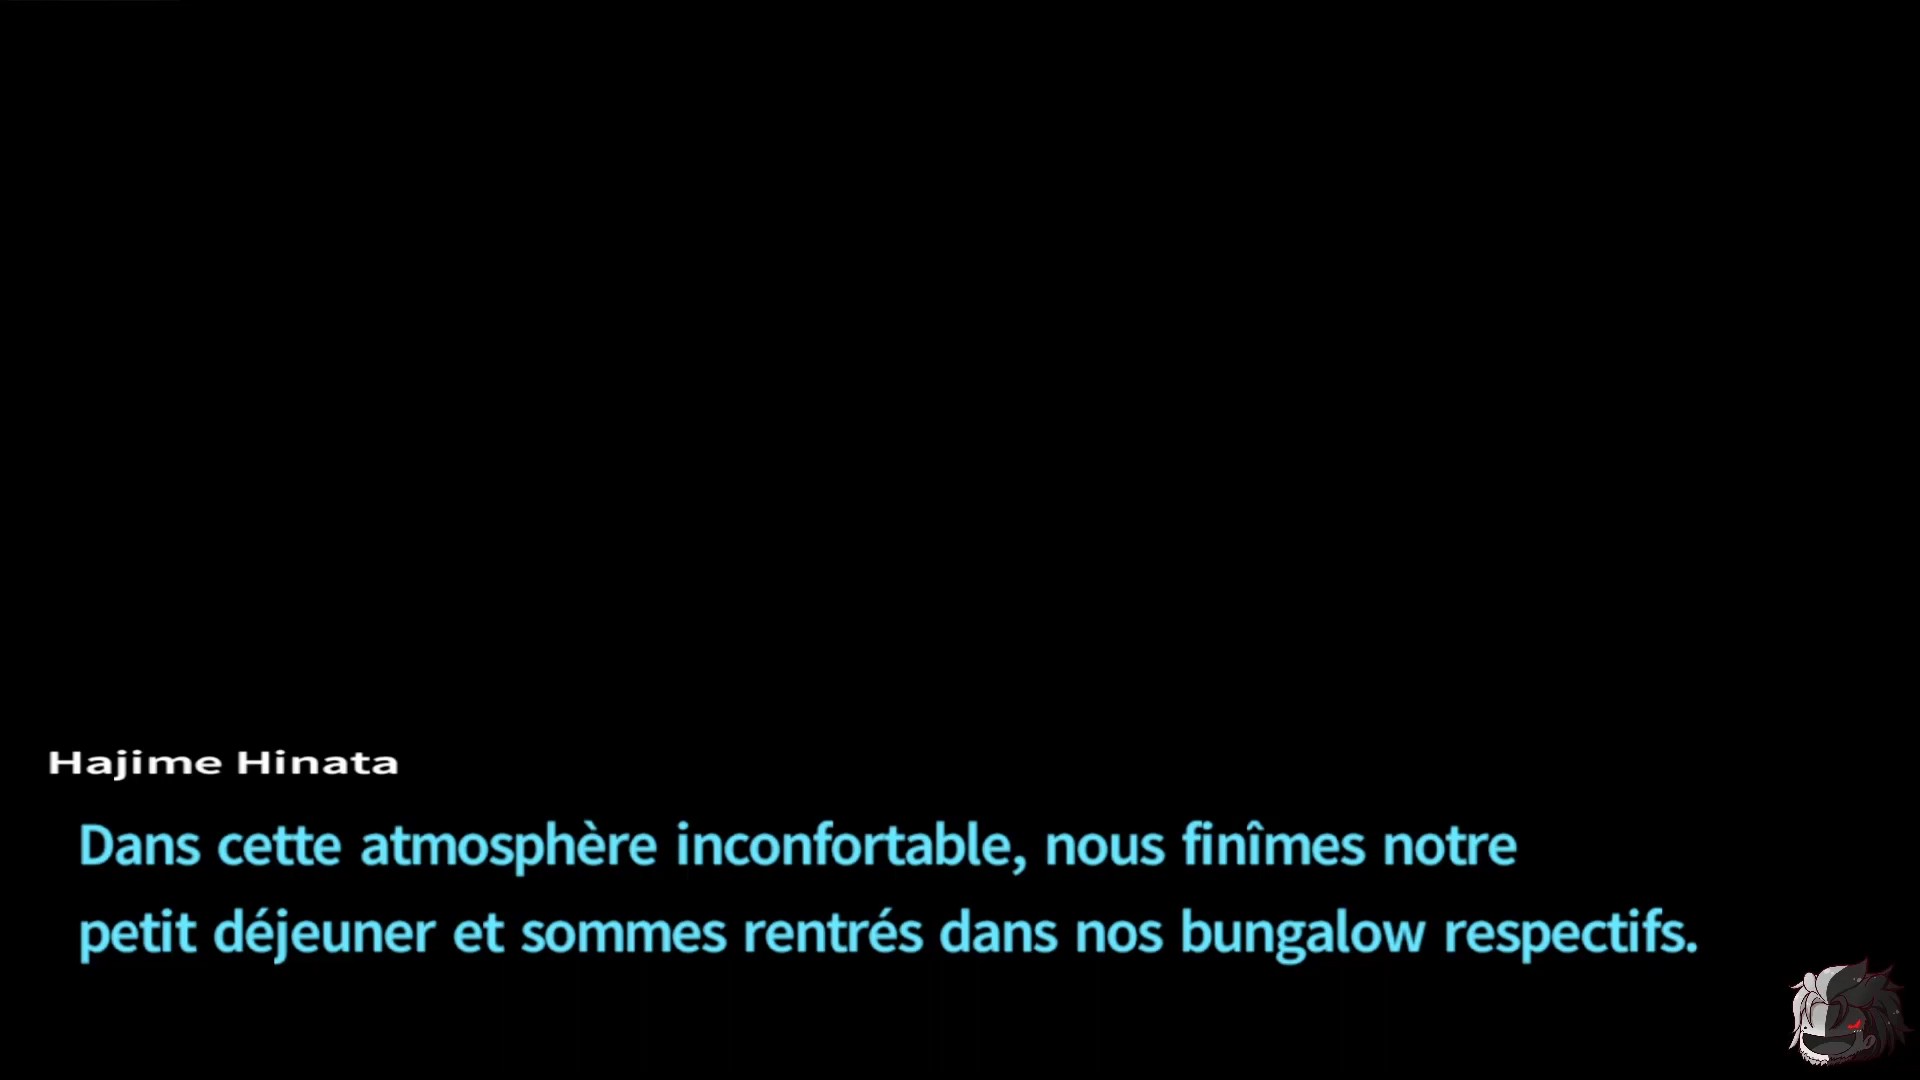 Hajime Hinata
Dans cette atmosphère inconfortable, nous finîmes notre
petit déjeuner et sommes rentrés dans nos bungalow respectifs.